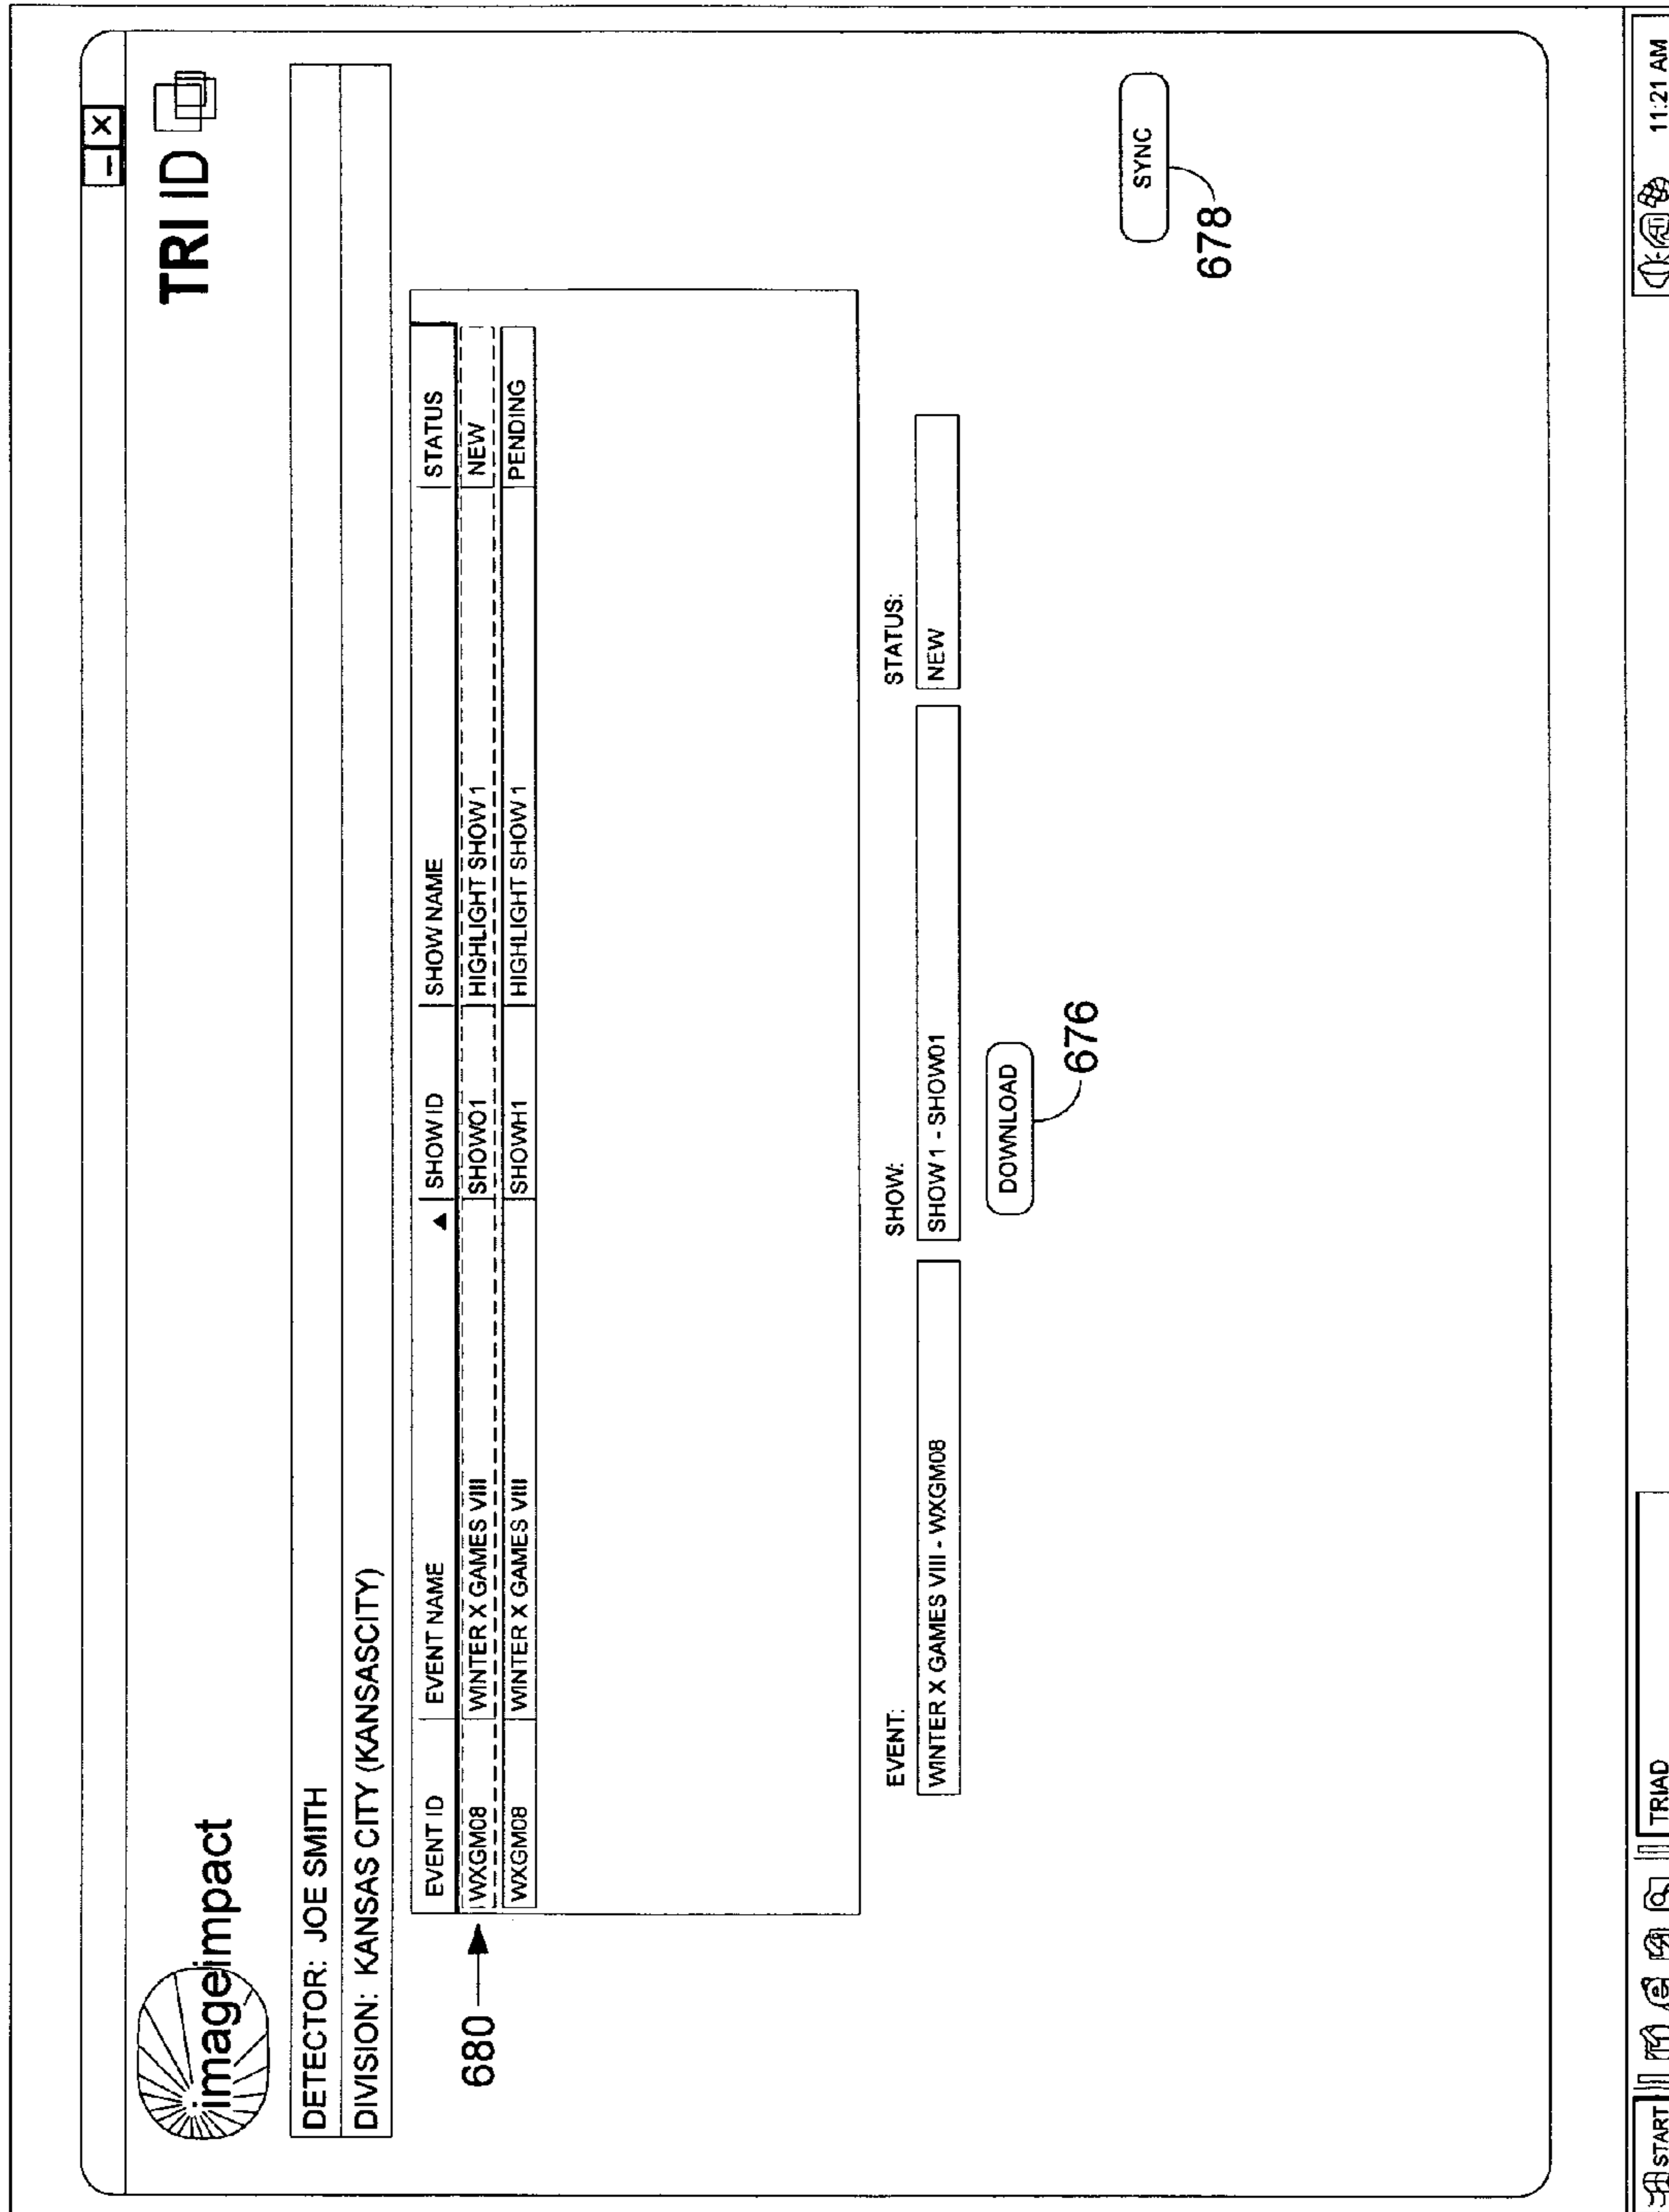 imageimpact
TRI ID
DETECTOR: JOE SMITH
DIVISION: KANSAS CITY (KANSASCITY)
EVENT ID EVENT NAME ▲ SHOW ID SHOW NAME STATUS
680 WXGM08 WINTER X GAMES VIII SHOW01 HIGHLIGHT SHOW 1 NEW
WXGM08 WINTER X GAMES VIII SHOWH1 HIGHLIGHT SHOW 1 PENDING
EVENT: SHOW: STATUS:
WINTER X GAMES VIII - WXGM08 SHOW 1 - SHOW01 NEW
DOWNLOAD
676
SYNC
678
START TRIAD 11:21 AM